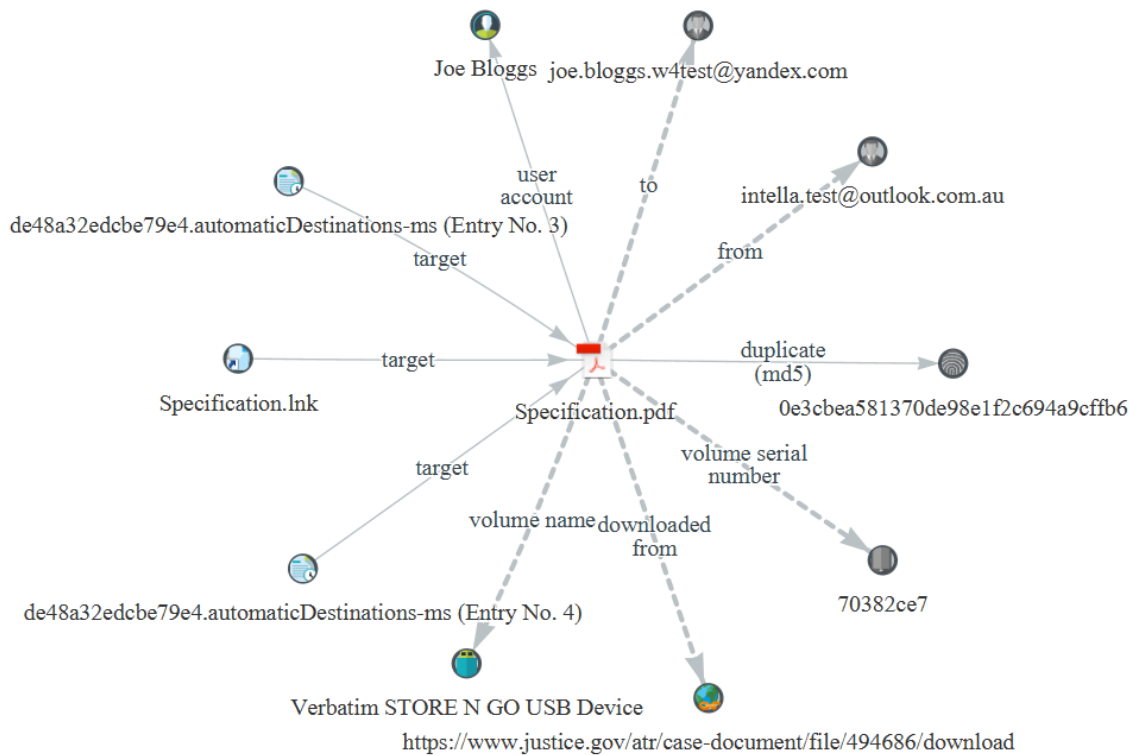 Joe Bloggs
joe.bloggs.w4test@yandex.com
user
account
to
intella.test@outlook.com.au
de48a32edcbe79e4.automaticDestinations-ms (Entry No. 3)
target
from
target
duplicate
(md5)
Specification.lnk
Specification.pdf
0e3cbea581370de98e1f2c694a9cffb6
target
volume serial
number
volume name
downloaded
from
de48a32edcbe79e4.automaticDestinations-ms (Entry No. 4)
70382ce7
Verbatim STORE N GO USB Device
https://www.justice.gov/atr/case-document/file/494686/download